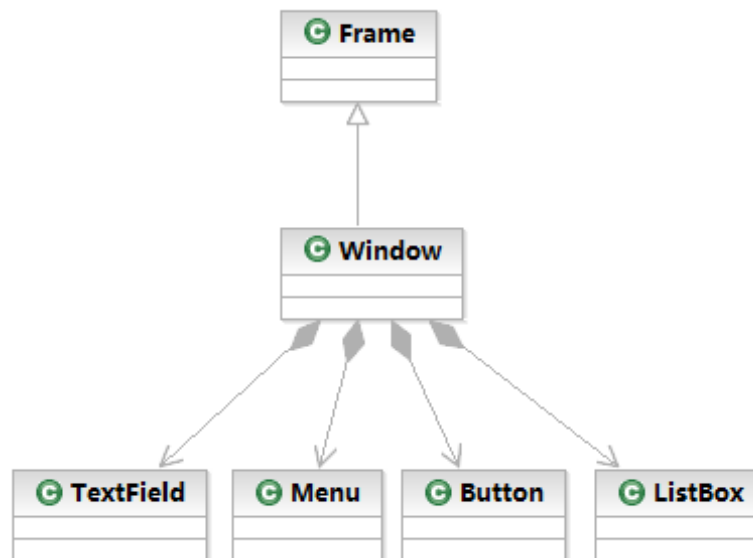 C Frame
C Window
C TextField
C Menu
C Button
C ListBox